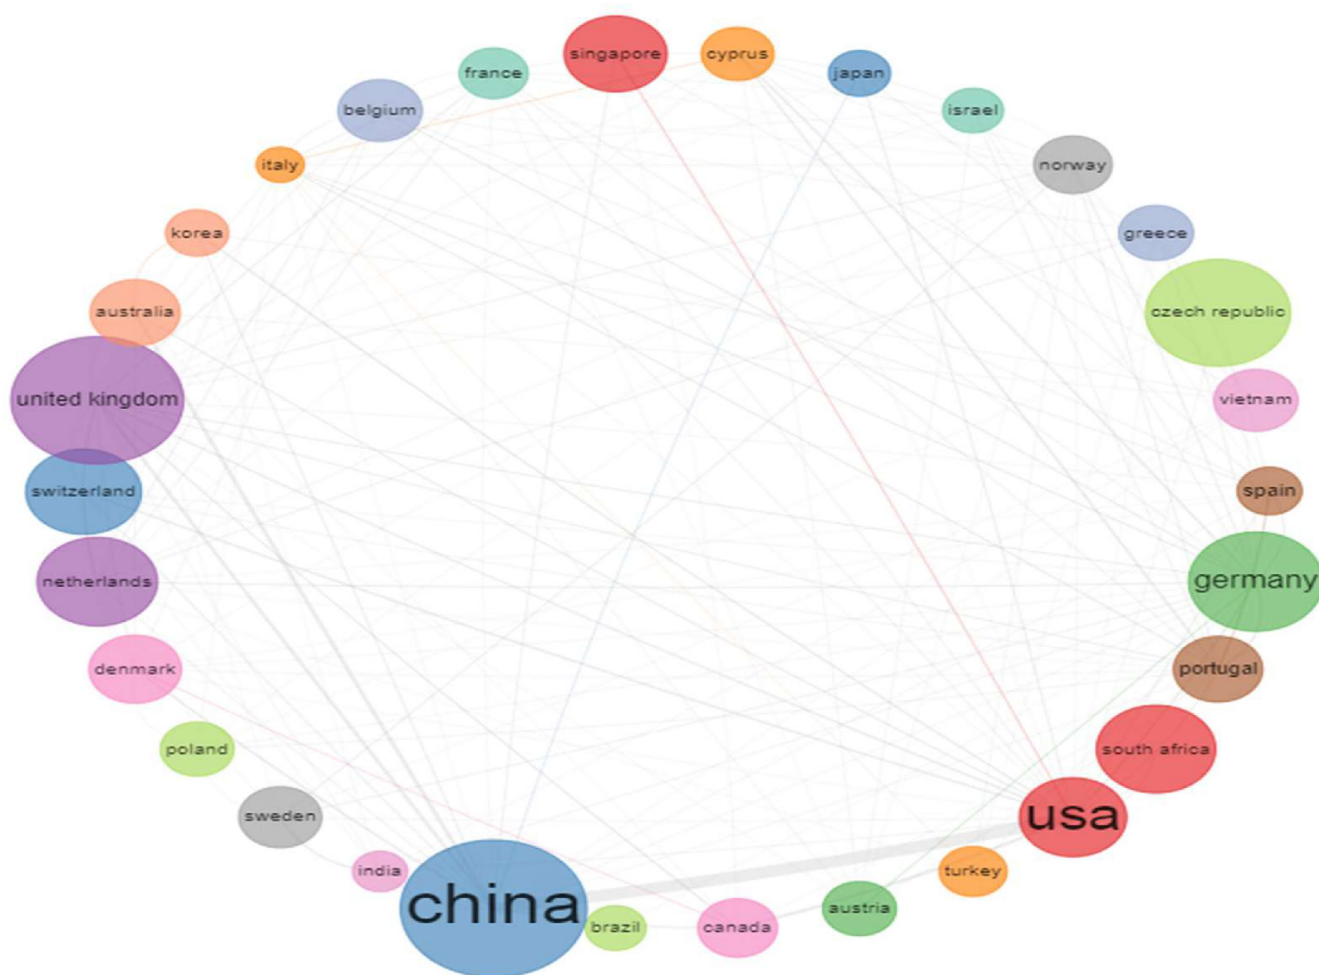 singapore
cyprus
france
japan
belgium
israel
italy
norway
korea
greece
australia
czech republic
united kingdom
vietnam
switzerland
spain
netherlands
germany
denmark
portugal
poland
south africa
sweden
usa
india
turkey
china
austria
brazil
canada